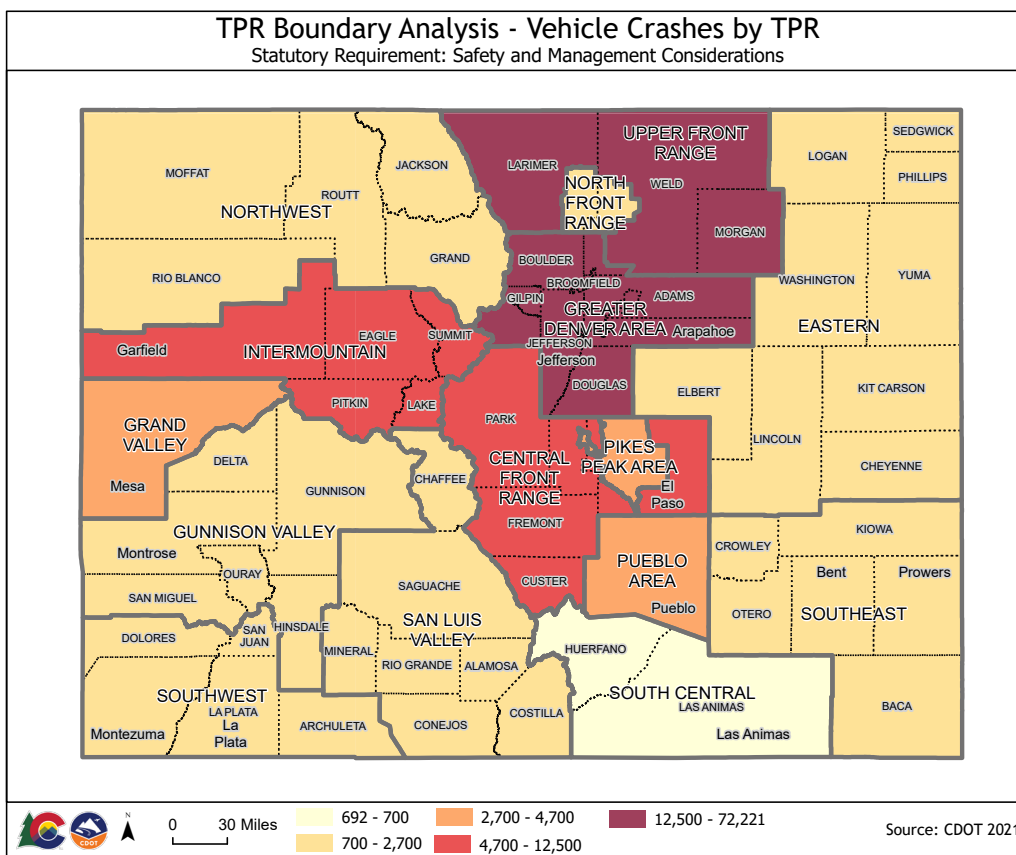 TPR Boundary Analysis - Vehicle Crashes by TPR
Statutory Requirement: Safety and Management Considerations
UPPER FRONT
RANGE
SEDGWICK
LOGAN
JACKSON
LARIMER
MOFFAT
PHILLIPS
WELD
NORTH
FRONT
RANGE
ROUTT
NORTHWEST
MORGAN
GRAND
BOULDER
RIO BLANCO
BROOMFIELD
WASHINGTON
YUMA
GILPIN
ADAMS
GREATER
DENVER AREA
EASTERN
Arapahoe
SUMMIT
EAGLE
JEFFERSON
Garfield
INTERMOUNTAIN
Jefferson
DOUGLAS
ELBERT
KIT CARSON
PITKIN
LAKE
PARK
GRAND
VALLEY
LINCOLN
PIKES
PEAK AREA
DELTA
CENTRAL
FRONT
RANGE
CHEYENNE
Mesa
GUNNISON
CHAFFEE
El
Paso
FREMONT
GUNNISON VALLEY
KIOWA
CROWLEY
Montrose
PUEBLO
AREA
OURAY
Bent
Prowers
CUSTER
SAGUACHE
SAN MIGUEL
Pueblo
OTERO
SOUTHEAST
SAN LUIS
VALLEY
HINSDALE
DOLORES
SAN
JUAN
MINERAL
HUERFANO
RIO GRANDE
ALAMOSA
SOUTHWEST
SOUTH CENTRAL
LA PLATA
LAS ANIMAS
BACA
COSTILLA
La
Plata
ARCHULETA
CONEJOS
Montezuma
Las Animas
CDOT
N
0 30 Miles
692 - 700
700 - 2,700
2,700 - 4,700
4,700 - 12,500
12,500 - 72,221
Source: CDOT 2021